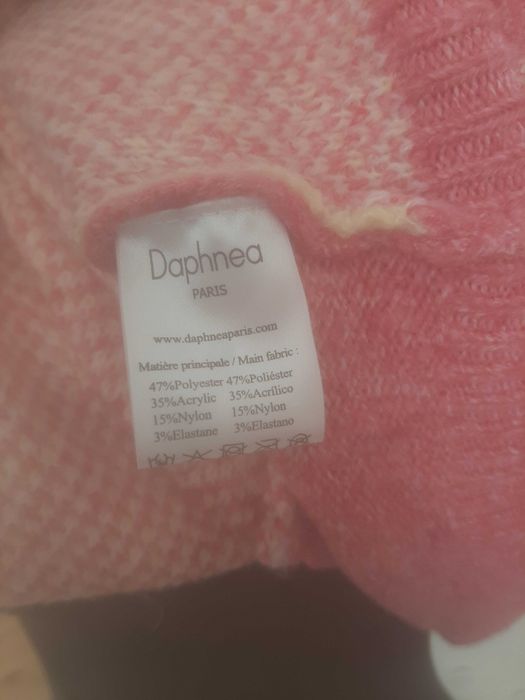 Daphnea
PARIS
www.daphneaparis.com
Matière principale / Main fabric :
47%Polyester 47%Poliéster
35%Acrylic 35%Acrílico
15%Nylon 15%Nylon
3%Elastane 3%Elastano